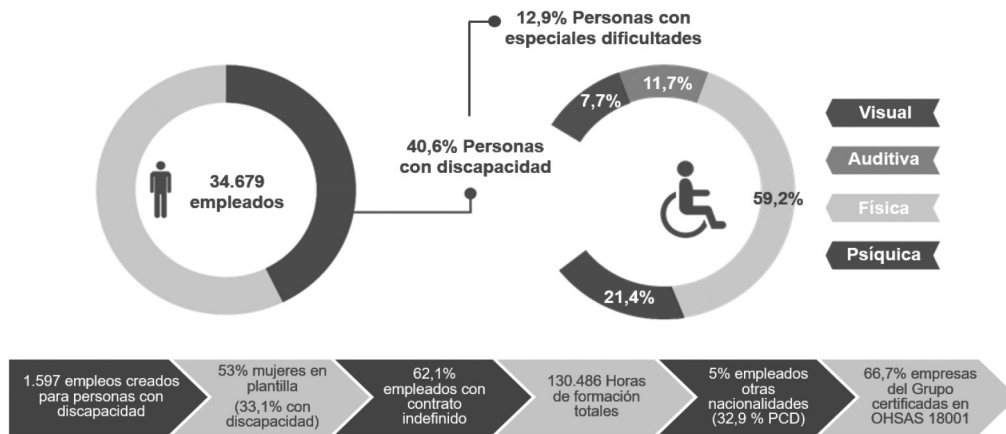 12,9% Personas con
especiales dificultades
34.679
empleados
40,6% Personas
con discapacidad
7,7%
11,7%
59,2%
21,4%
Visual
Auditiva
Física
Psíquica
1.597 empleos creados
para personas con
discapacidad
53% mujeres en
plantilla
(33,1% con
discapacidad)
62,1%
empleados con
contrato
indefinido
130.486 Horas
de formación
totales
5% empleados
otras
nacionalidades
(32,9 % PCD)
66,7% empresas
del Grupo
certificadas en
OHSAS 18001